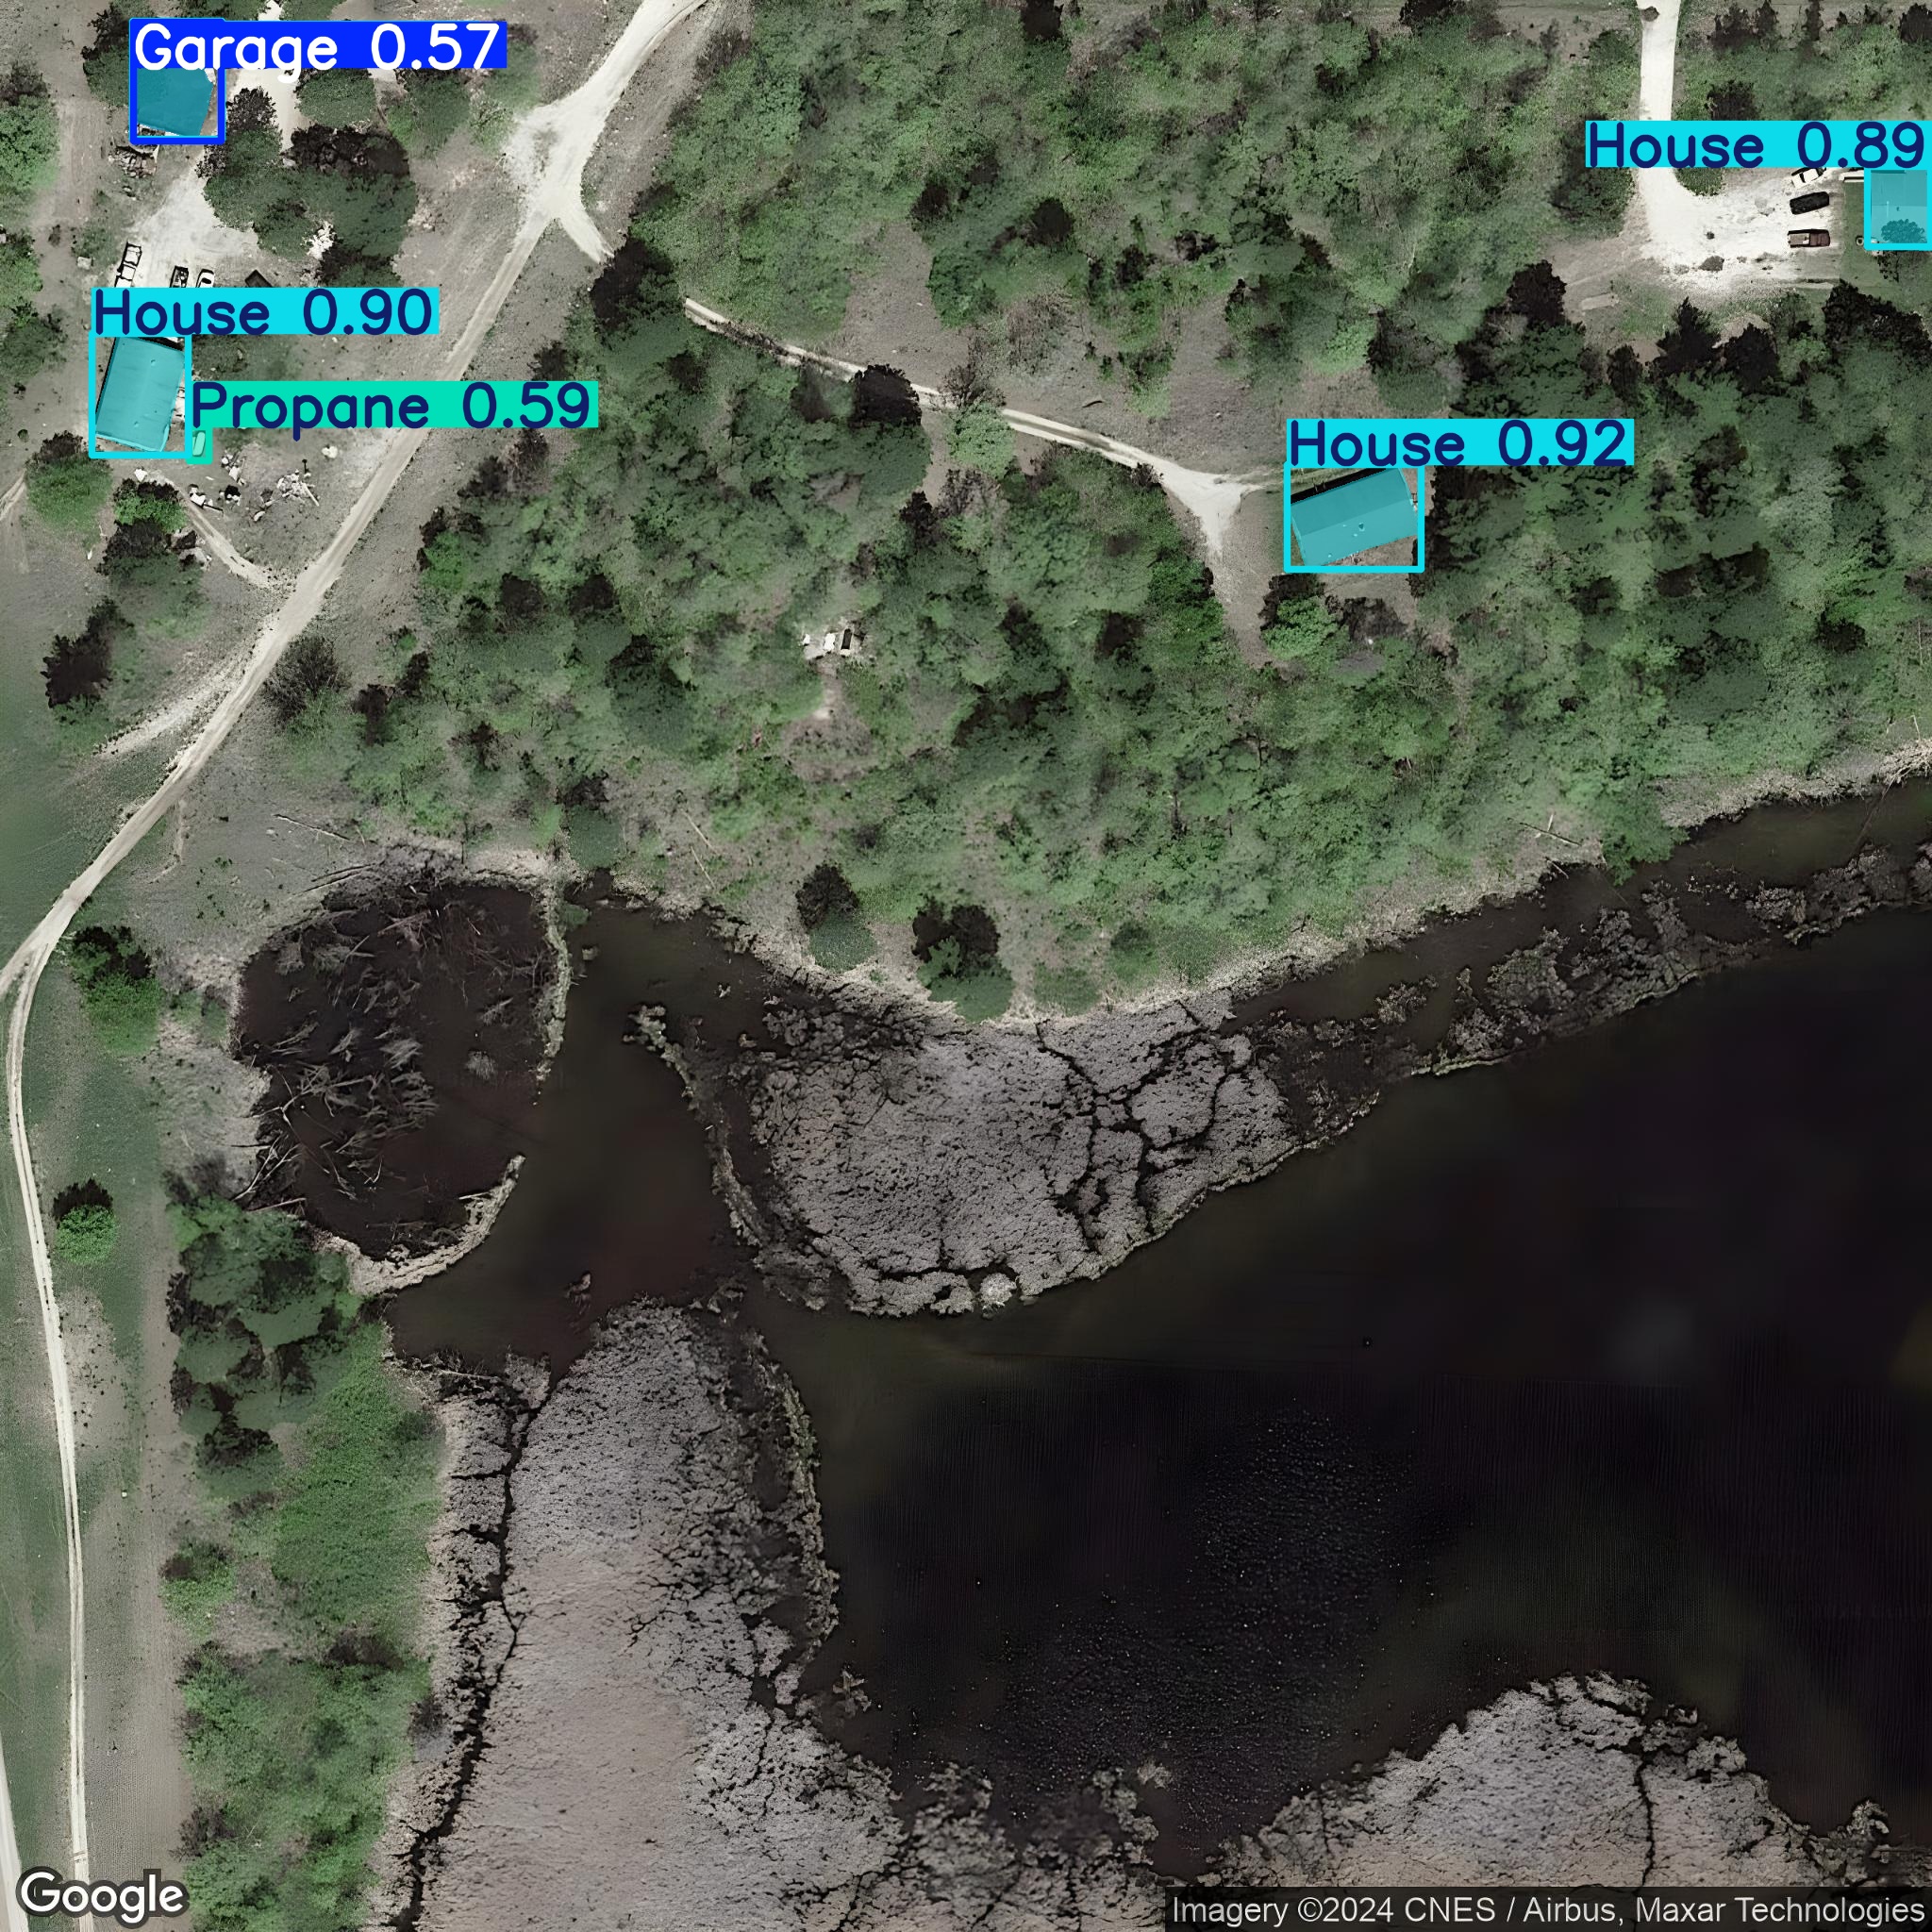 Garage 0.57
House 0.89
House 0.90
Propane 0.59
House 0.92
Google
Imagery ©2024 CNES / Airbus, Maxar Technologies